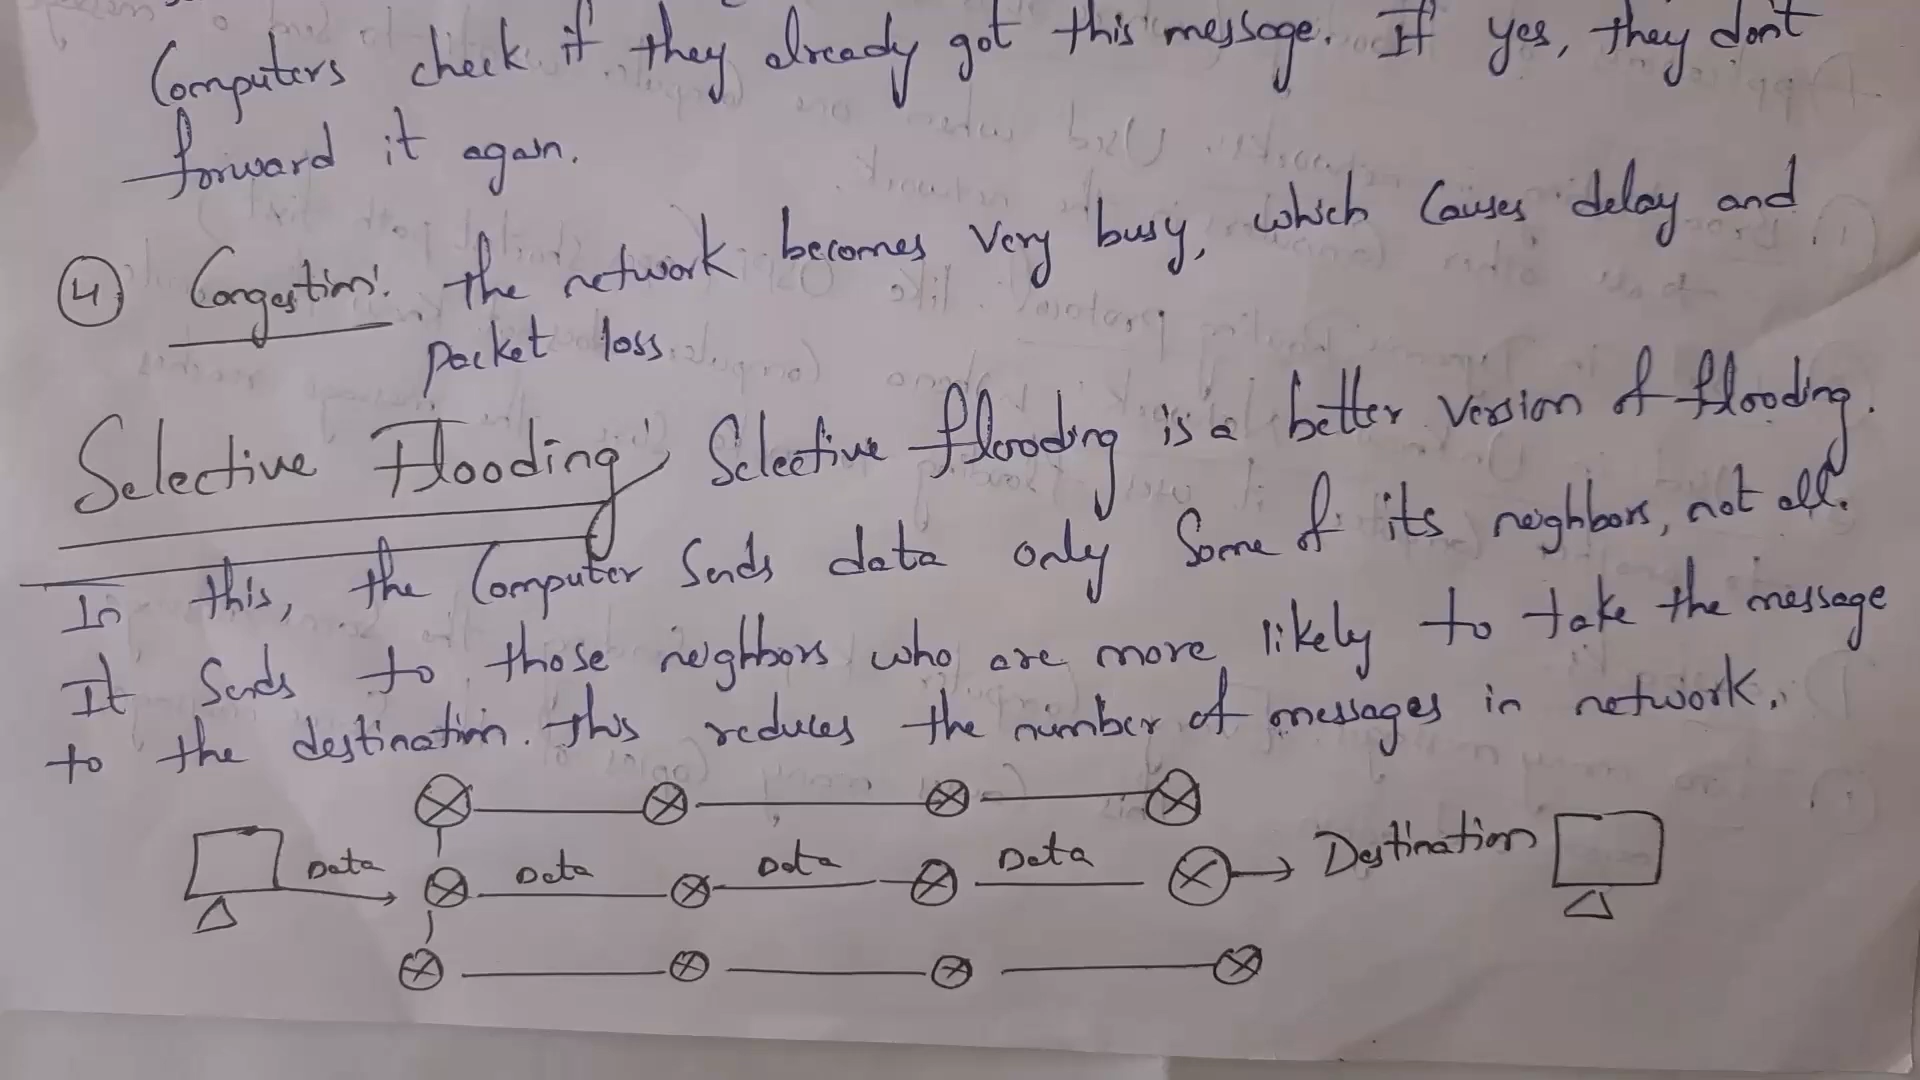 Computers check if they already got this message. If yes, they dont
forward it again.
④ Congestion: the network becomes very busy, which causes delay and
packet loss
Selective Flooding: Selective flooding is a better version of flooding.
In this, the computer sends data only some of its neighbors, not all.
It sends to those neighbors who are more likely to take the message
to the destination. this reduces the number of messages in network.
Data Data Data Data → Destination